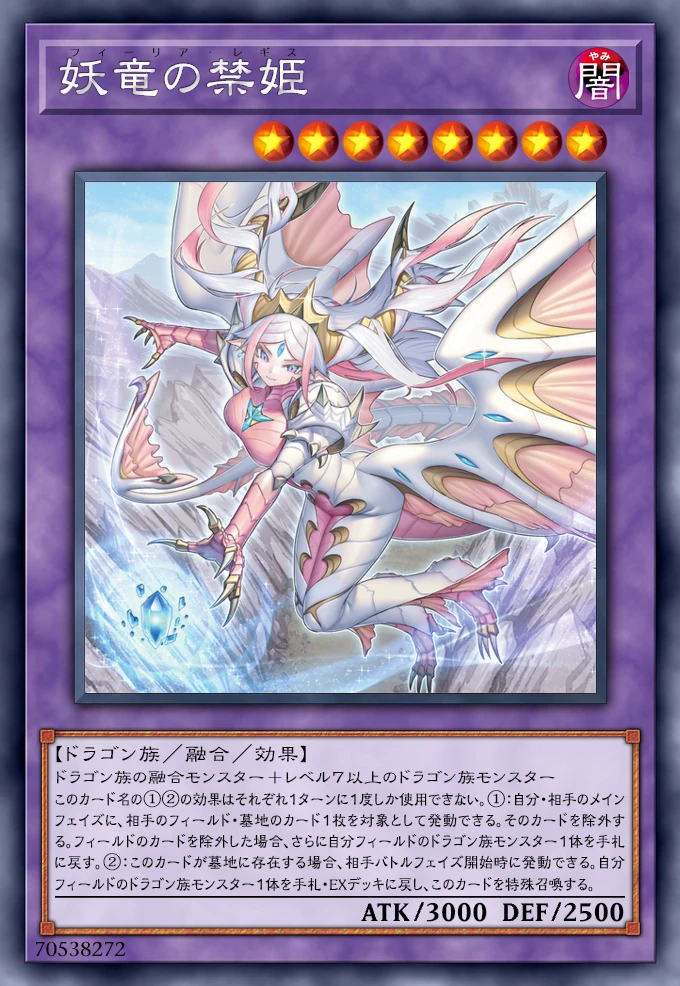 フィーリア・レギス
妖竜の禁姫
やみ
闇
【ドラゴン族／融合／効果】
ドラゴン族の融合モンスター＋レベル７以上のドラゴン族モンスター
このカード名の①②の効果はそれぞれ１ターンに１度しか使用できない。①：自分・相手のメイン
フェイズに、相手のフィールド・墓地のカード１枚を対象として発動できる。そのカードを除外す
る。フィールドのカードを除外した場合、さらに自分フィールドのドラゴン族モンスター１体を手札
に戻す。②：このカードが墓地に存在する場合、相手バトルフェイズ開始時に発動できる。自分
フィールドのドラゴン族モンスター１体を手札・EXデッキに戻し、このカードを特殊召喚する。
ATK/3000 DEF/2500
70538272